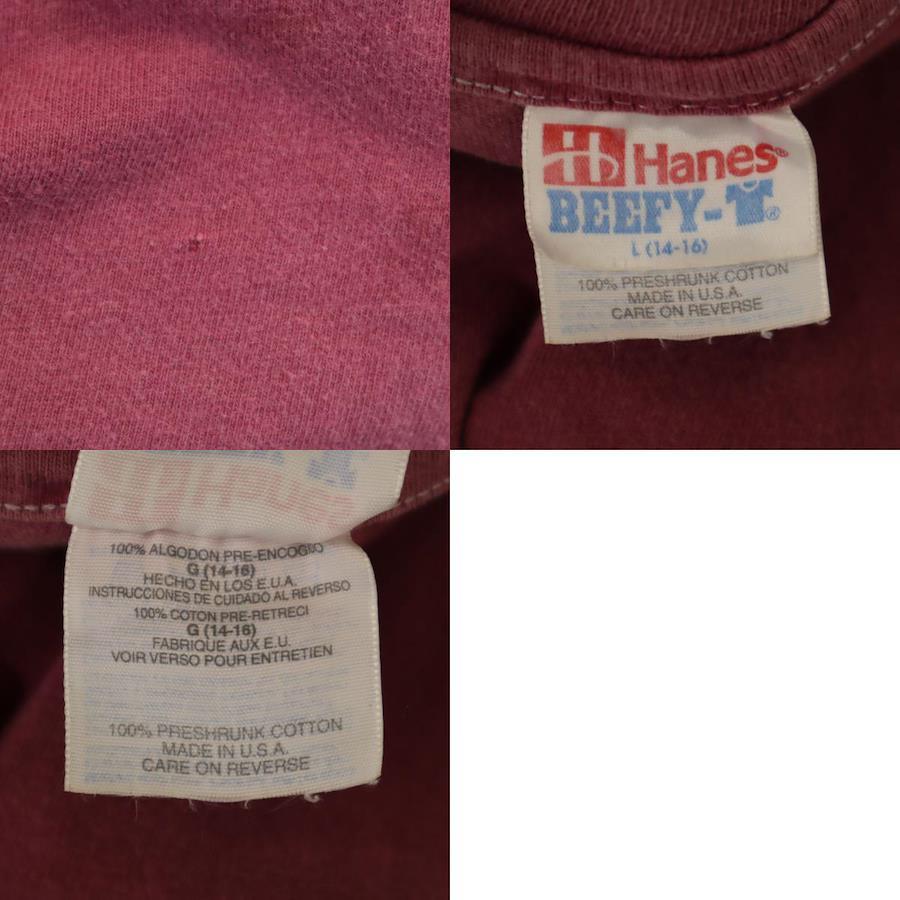 Hanes®
BEEFY-T®
L (14-16)
100% PRESHRUNK COTTON
MADE IN U.S.A.
CARE ON REVERSE
Hanes
100% ALGODON PRE-ENCOGIDO
G (14-16)
HECHO EN LOS E.U.A.
INSTRUCCIONES DE CUIDADO AL REVERSO
100% COTON PRE-RETRECI
G (14-16)
FABRIQUE AUX E.U.
VOIR VERSO POUR ENTRETIEN
100% PRESHRUNK COTTON
MADE IN U.S.A.
CARE ON REVERSE